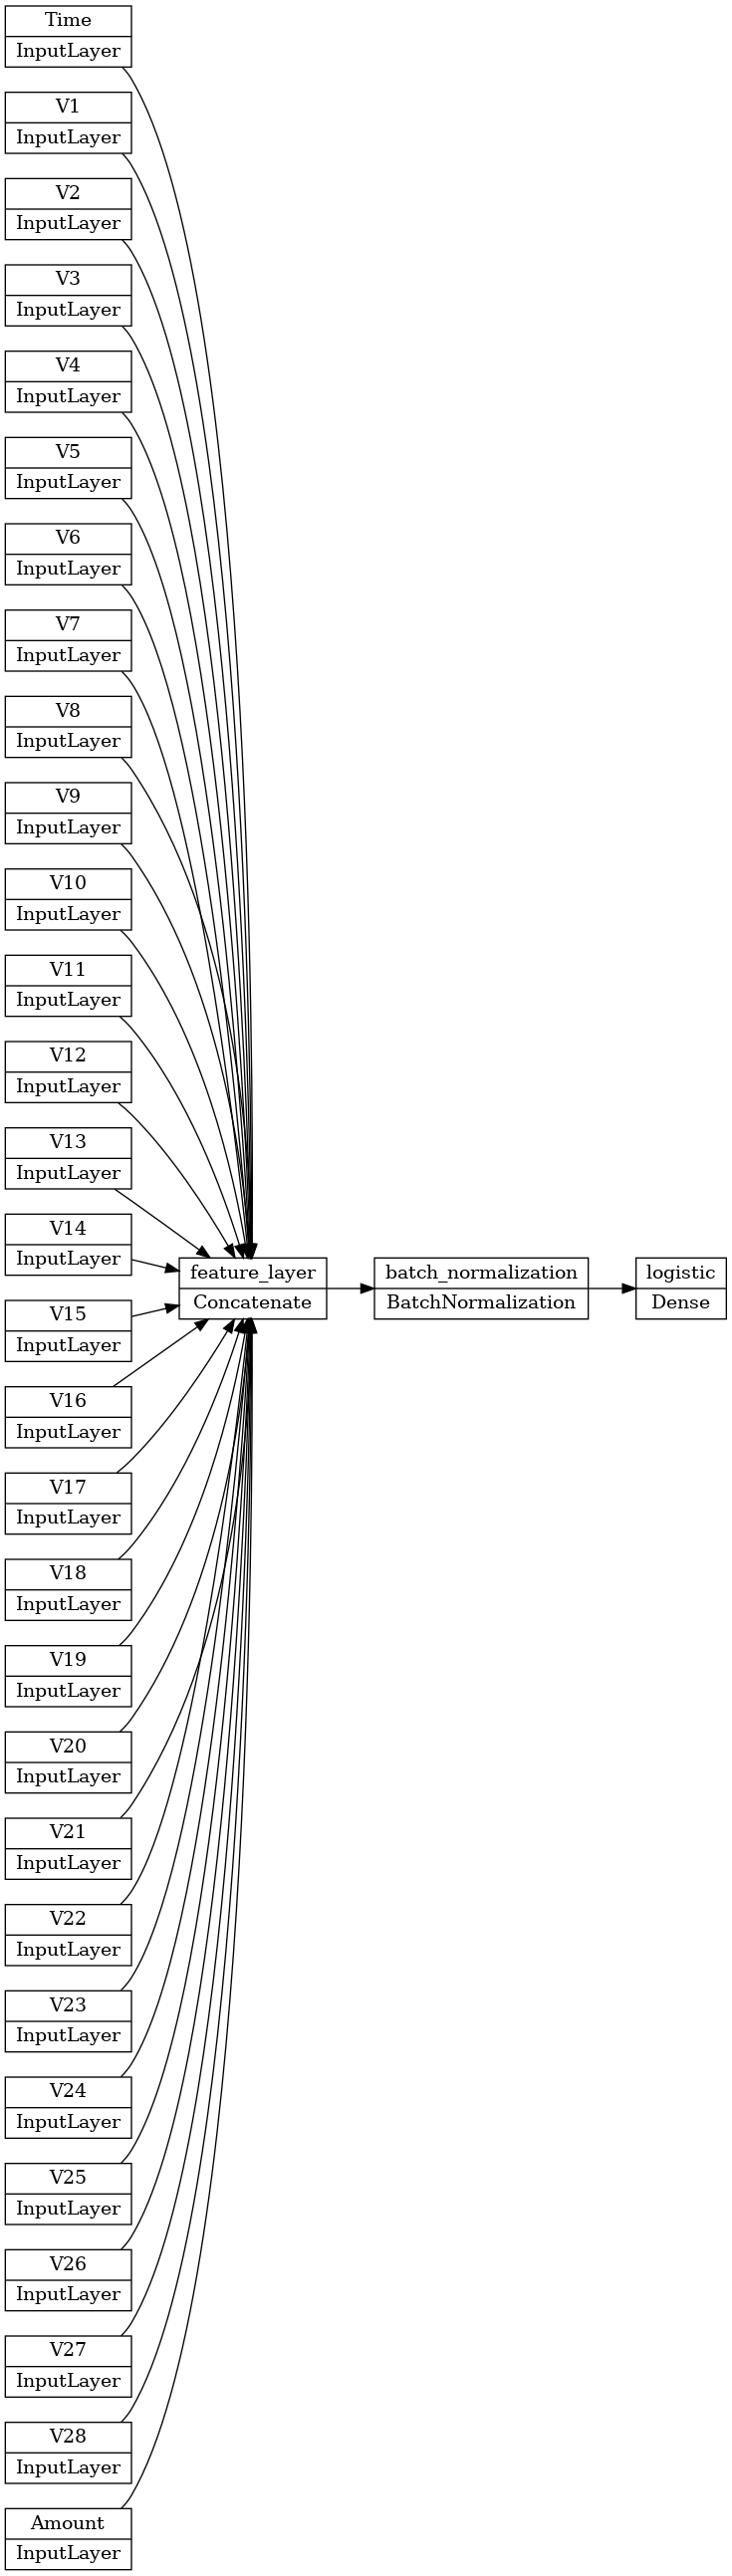 Time
InputLayer
V1
InputLayer
V2
InputLayer
V3
InputLayer
V4
InputLayer
V5
InputLayer
V6
InputLayer
V7
InputLayer
V8
InputLayer
V9
InputLayer
V10
InputLayer
V11
InputLayer
V12
InputLayer
V13
InputLayer
V14
InputLayer
V15
InputLayer
V16
InputLayer
V17
InputLayer
V18
InputLayer
V19
InputLayer
V20
InputLayer
V21
InputLayer
V22
InputLayer
V23
InputLayer
V24
InputLayer
V25
InputLayer
V26
InputLayer
V27
InputLayer
V28
InputLayer
Amount
InputLayer
feature_layer
Concatenate
batch_normalization
BatchNormalization
logistic
Dense